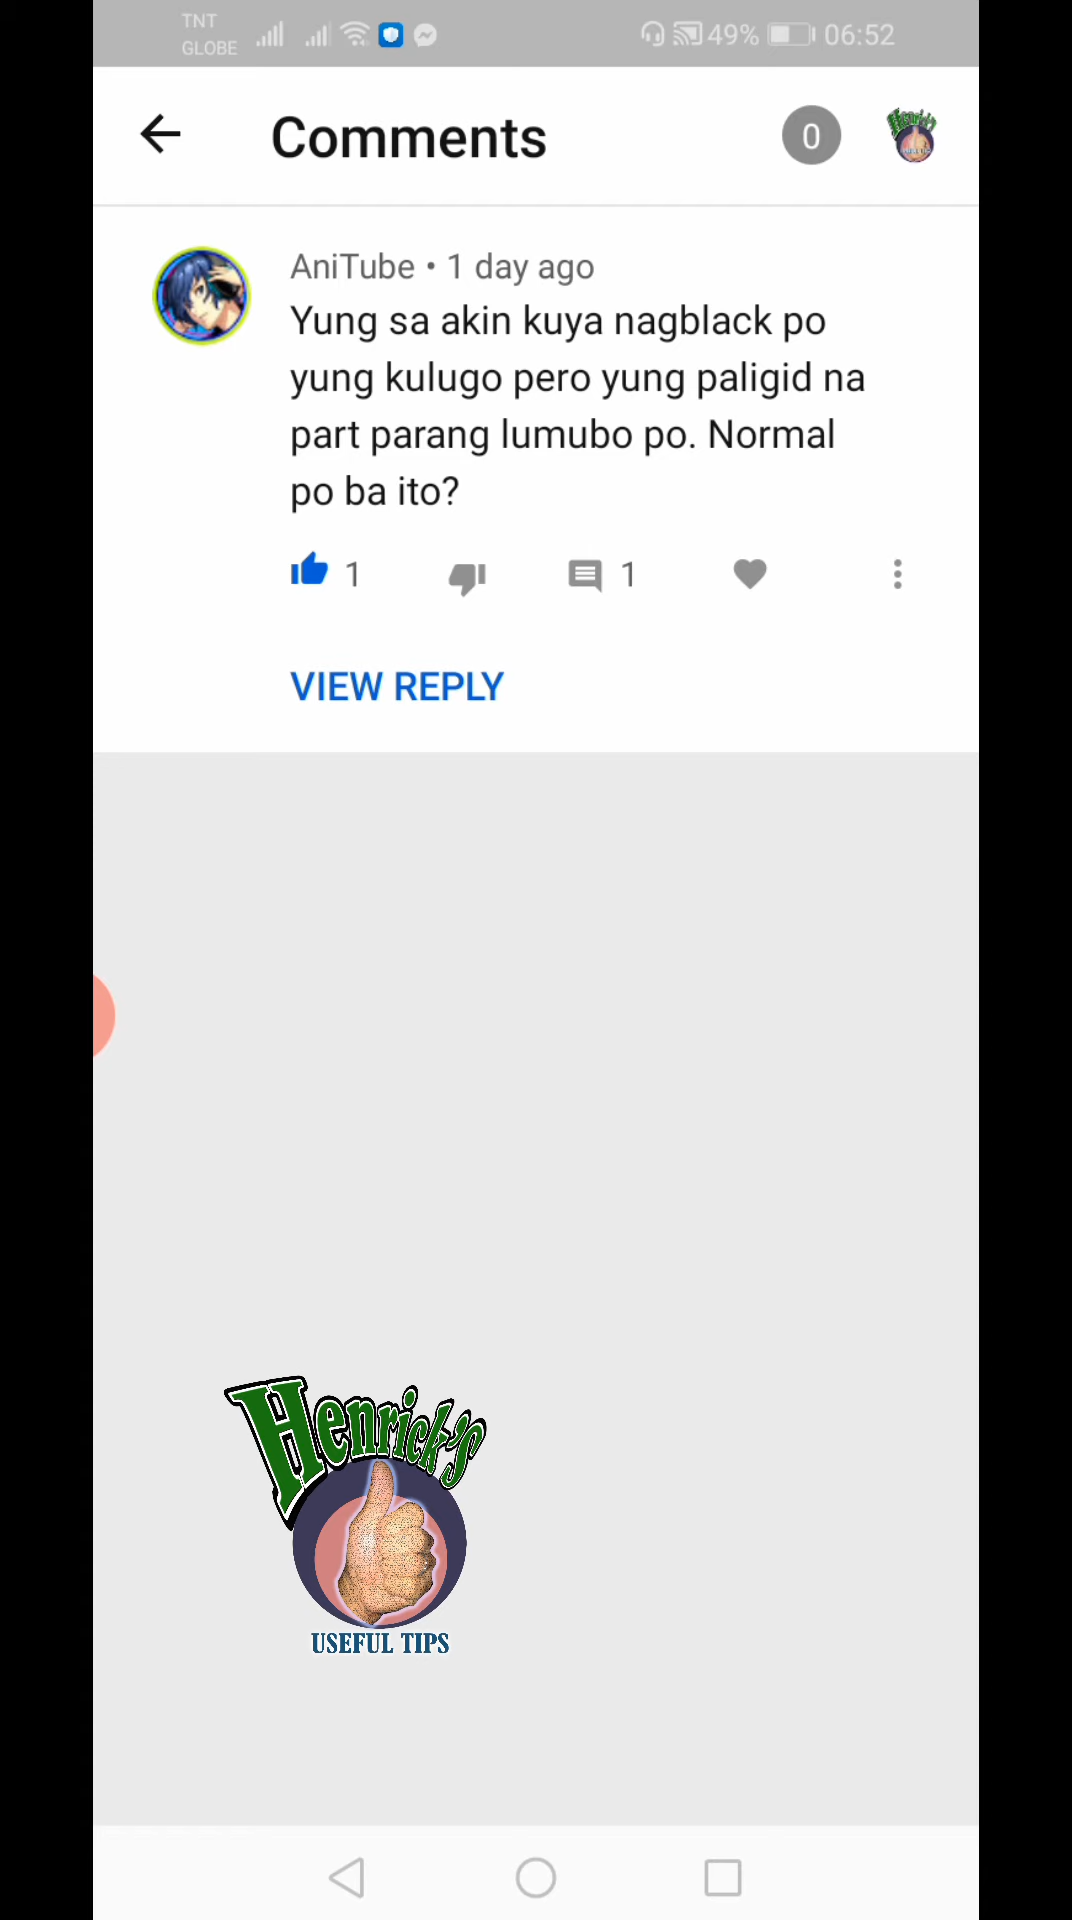 TNT
GLOBE
49% 06:52
Comments
0
Henrick's
AniTube • 1 day ago
Yung sa akin kuya nagblack po
yung kulugo pero yung paligid na
part parang lumubo po. Normal
po ba ito?
1 1
VIEW REPLY
Henrick's
USEFUL TIPS